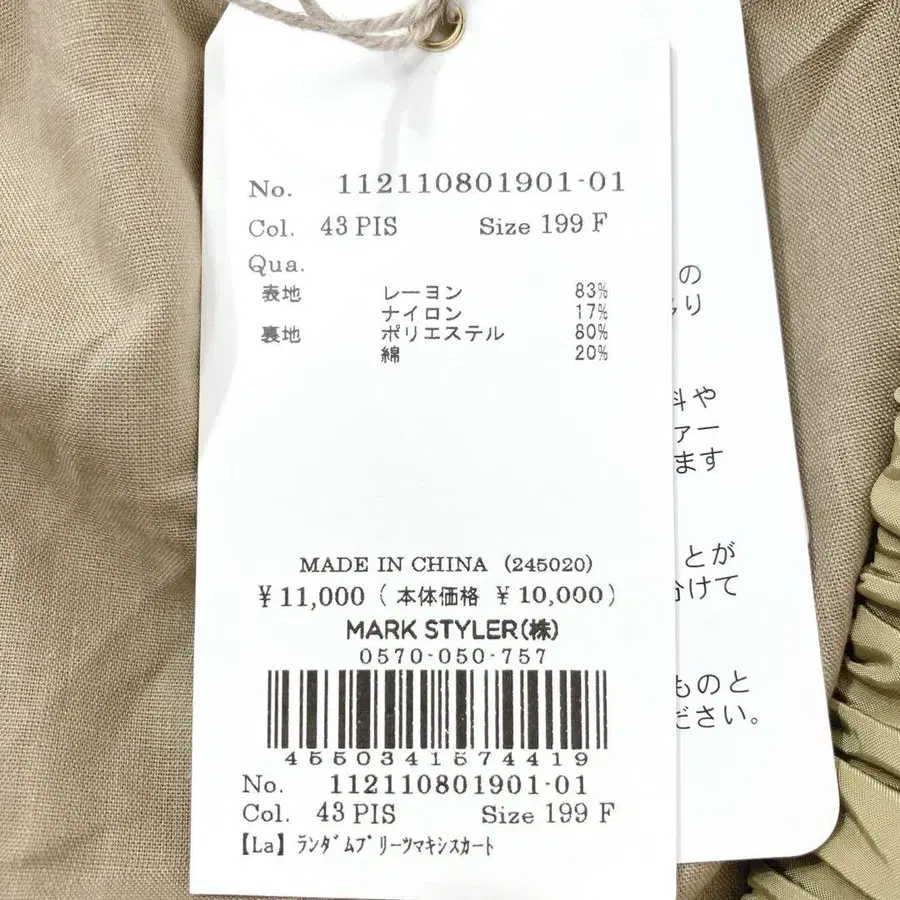 No. 112110801901-01
Col. 43 PIS Size 199 F
Qua.
表地 レーヨン 83%
ナイロン 17%
裏地 ポリエステル 80%
綿 20%
MADE IN CHINA (245020)
¥11,000 ( 本体価格 ¥10,000 )
MARK STYLER(株)
0570-050-757
4550341574419
No. 112110801901-01
Col. 43 PIS Size 199 F
【La】ﾗﾝﾀﾞﾑﾌﾟﾘｰﾂﾏｷｼｽｶｰﾄ
の
り
料や
ァー
ます
とが
分けて
ものと
ださい。